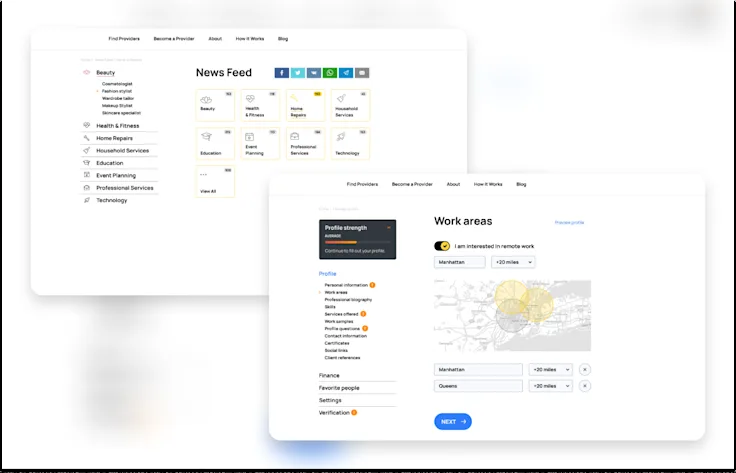 Find Providers Become a Provider About How It Works Blog
Beauty
Cosmetologist
Fashion stylist
Wardrobe tailor
Makeup Stylist
Skincare specialist
Health & Fitness
Home Repairs
Household Services
Education
Event Planning
Professional Services
Technology
News Feed
Beauty
Health
& Fitness
Home
Repairs
Household
Services
Education
Event
Planning
Professional
Services
Technology
View All
Find Providers Become a Provider About How It Works Blog
Profile strength
Continue to fill out your profile.
Profile
Personal information
Work areas
Professional biography
Skills
Services offered
Work samples
Profile questions
Contact information
Certificates
Social links
Client references
Finance
Favorite people
Settings
Verification
Work areas
Preview profile
I am interested in remote work
Manhattan +20 miles
Manhattan +20 miles
Queens +20 miles
NEXT →